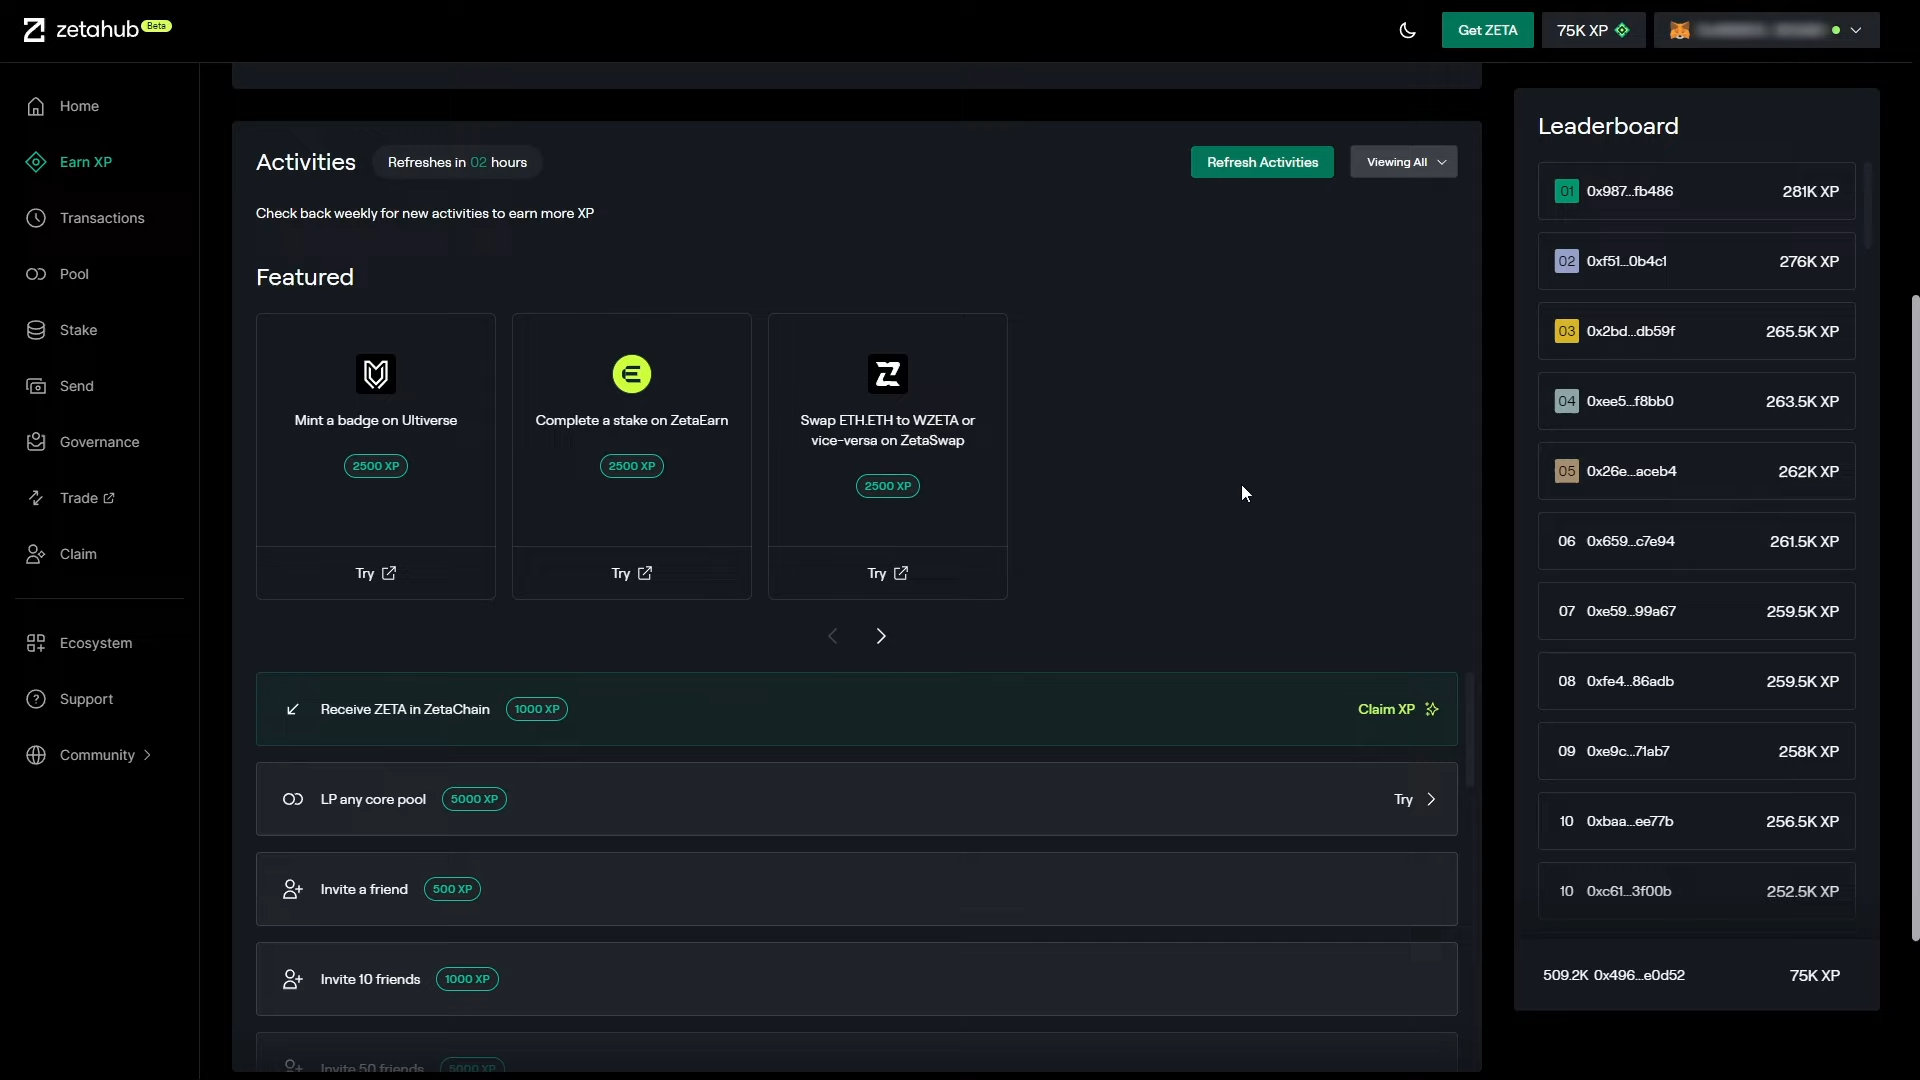 zetahub Beta
Get ZETA
75K XP
Home
Earn XP
Transactions
Pool
Stake
Send
Governance
Trade
Claim
Ecosystem
Support
Community
Activities
Refreshes in 02 hours
Refresh Activities
Viewing All
Check back weekly for new activities to earn more XP
Featured
Mint a badge on Ultiverse
2500 XP
Try
Complete a stake on ZetaEarn
2500 XP
Try
Swap ETH.ETH to WZETA or
vice-versa on ZetaSwap
2500 XP
Try
Receive ZETA in ZetaChain 1000 XP
Claim XP
LP any core pool 5000 XP
Try
Invite a friend 500 XP
Invite 10 friends 1000 XP
Invite 50 friends 5000 XP
Leaderboard
01 0x987...fb486 281K XP
02 0xf51...0b4c1 276K XP
03 0x2bd...db59f 265.5K XP
04 0xee5...f8bb0 263.5K XP
05 0x26e...aceb4 262K XP
06 0x659...c7e94 261.5K XP
07 0xe59...99a67 259.5K XP
08 0xfe4...86adb 259.5K XP
09 0xe9c...71ab7 258K XP
10 0xbaa...ee77b 256.5K XP
10 0xc61...3f00b 252.5K XP
509.2K 0x496...e0d52 75K XP